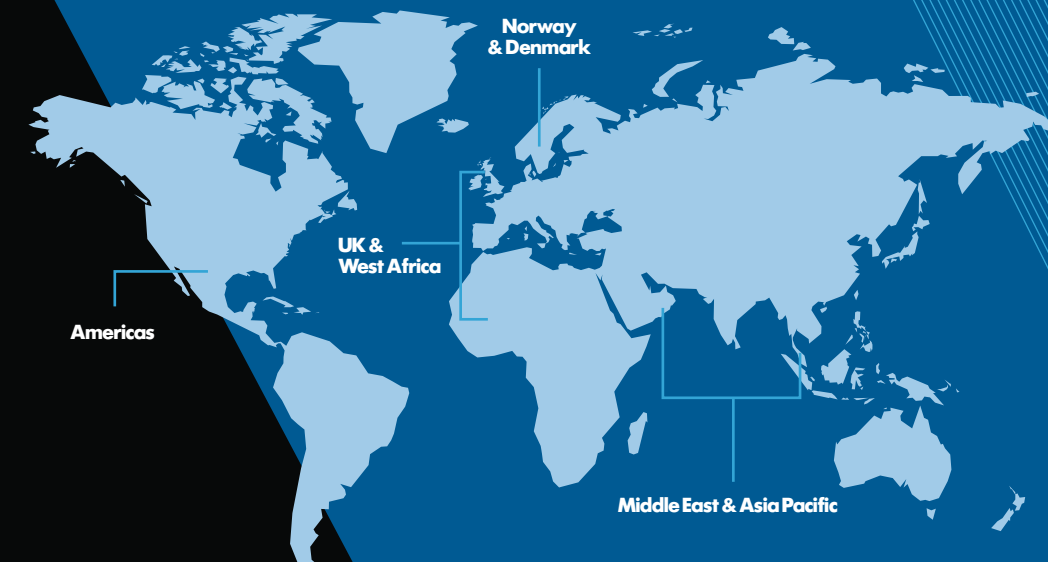 Norway
& Denmark
UK &
West Africa
Americas
Middle East & Asia Pacific